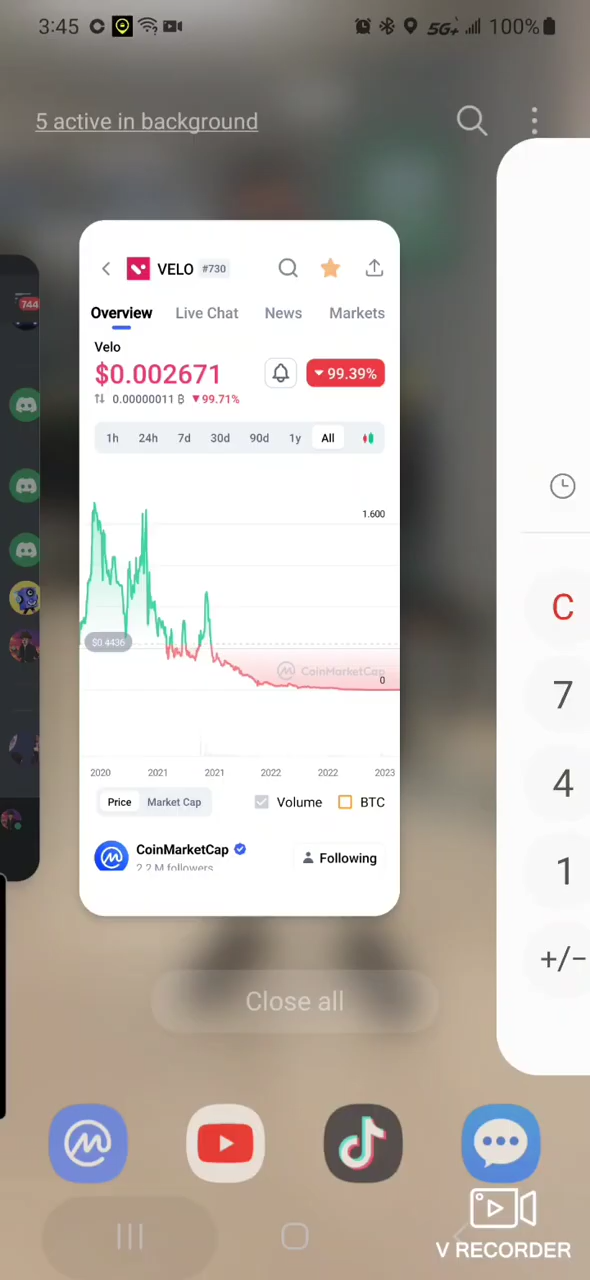 3:45 5G+ 100%
5 active in background
744
VELO #730
Overview Live Chat News Markets
Velo
$0.002671 99.39%
0.00000011 ₿ ▼99.71%
1h 24h 7d 30d 90d 1y All
1.600
$0.4436
CoinMarketCap
0
2020 2021 2021 2022 2022 2023
Price Market Cap Volume BTC
CoinMarketCap
2.2 M followers
Following
C
7
4
1
+/−
Close all
V RECORDER